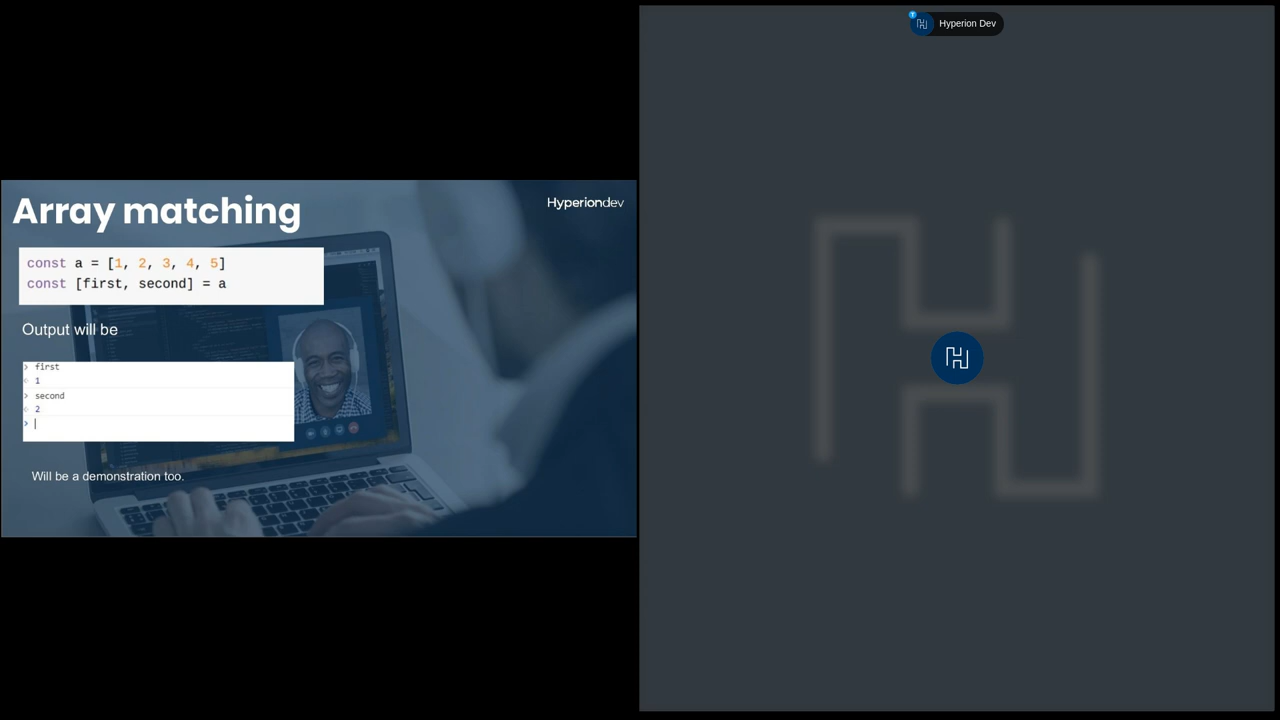 Array matching
Hyperiondev
const a = [1, 2, 3, 4, 5]
const [first, second] = a
Output will be
> first
< 1
> second
< 2
>
Will be a demonstration too.
Hyperion Dev